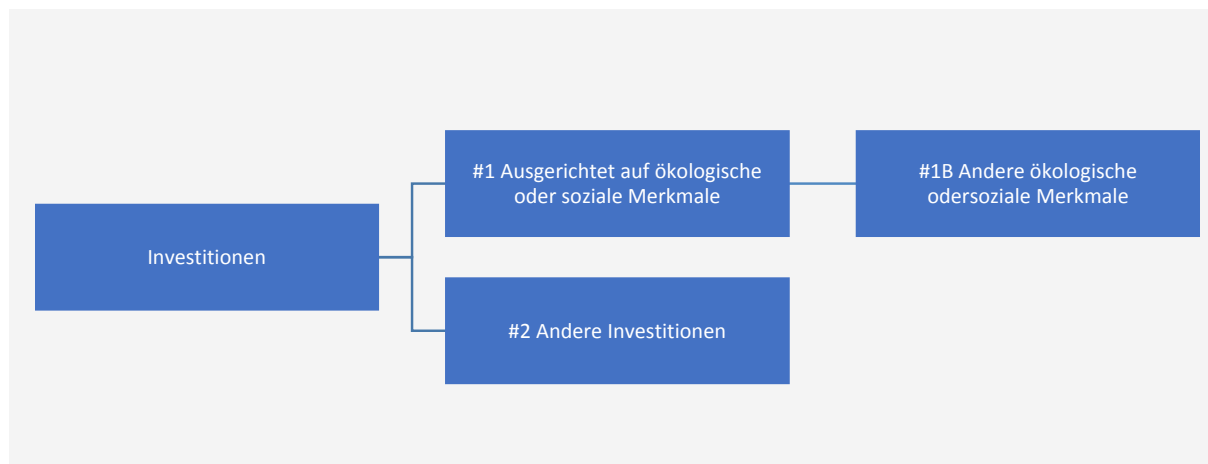 #1 Ausgerichtet auf ökologische
oder soziale Merkmale
#1B Andere ökologische
odersoziale Merkmale
Investitionen
#2 Andere Investitionen